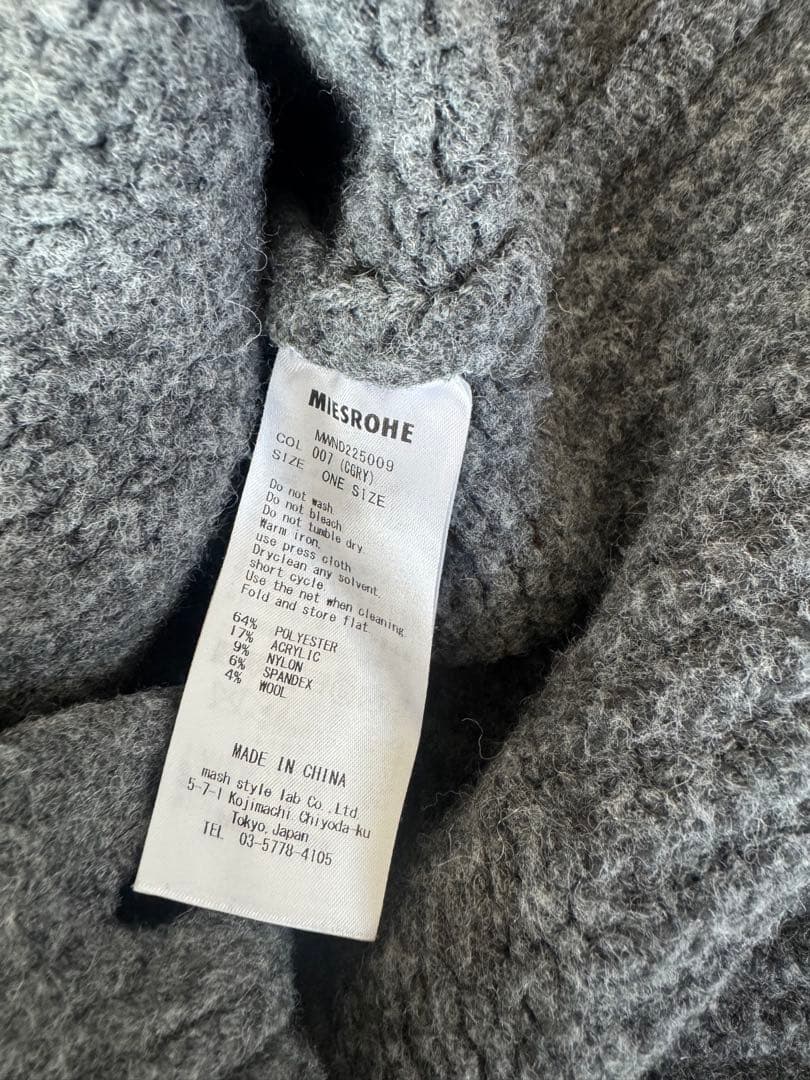 MIESROHE
MWND225009
COL 007 (CGRY)
SIZE ONE SIZE
Do not wash
Do not bleach
Do not tumble dry
Warm iron.
use press cloth
Dryclean any solvent.
short cycle.
Use the net when cleaning.
Fold and store flat
64% POLYESTER
17% ACRYLIC
9% NYLON
6% SPANDEX
4% WOOL
MADE IN CHINA
mash style lab Co.,Ltd.
5-7-1 Kojimachi Chiyoda-ku
Tokyo, Japan
TEL 03-5778-4105